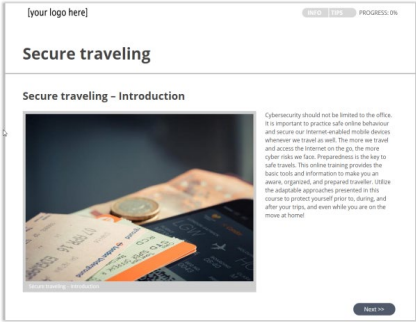 [your logo here]
INFO TIPS PROGRESS: 0%
Secure traveling
Secure traveling – Introduction
Cybersecurity should not be limited to the office.
It is important to practice safe online behaviour
and secure our Internet-enabled mobile devices
whenever we travel as well. The more we travel
and access the Internet on the go, the more
cyber risks we face. Preparedness is the key to
safe travels. This online training provides the
basic tools and information to make you an
aware, organized, and prepared traveller. Utilize
the adaptable approaches presented in this
course to protect yourself prior to, during, and
after your trips, and even while you are on the
move at home!
Secure traveling – Introduction
Next >>